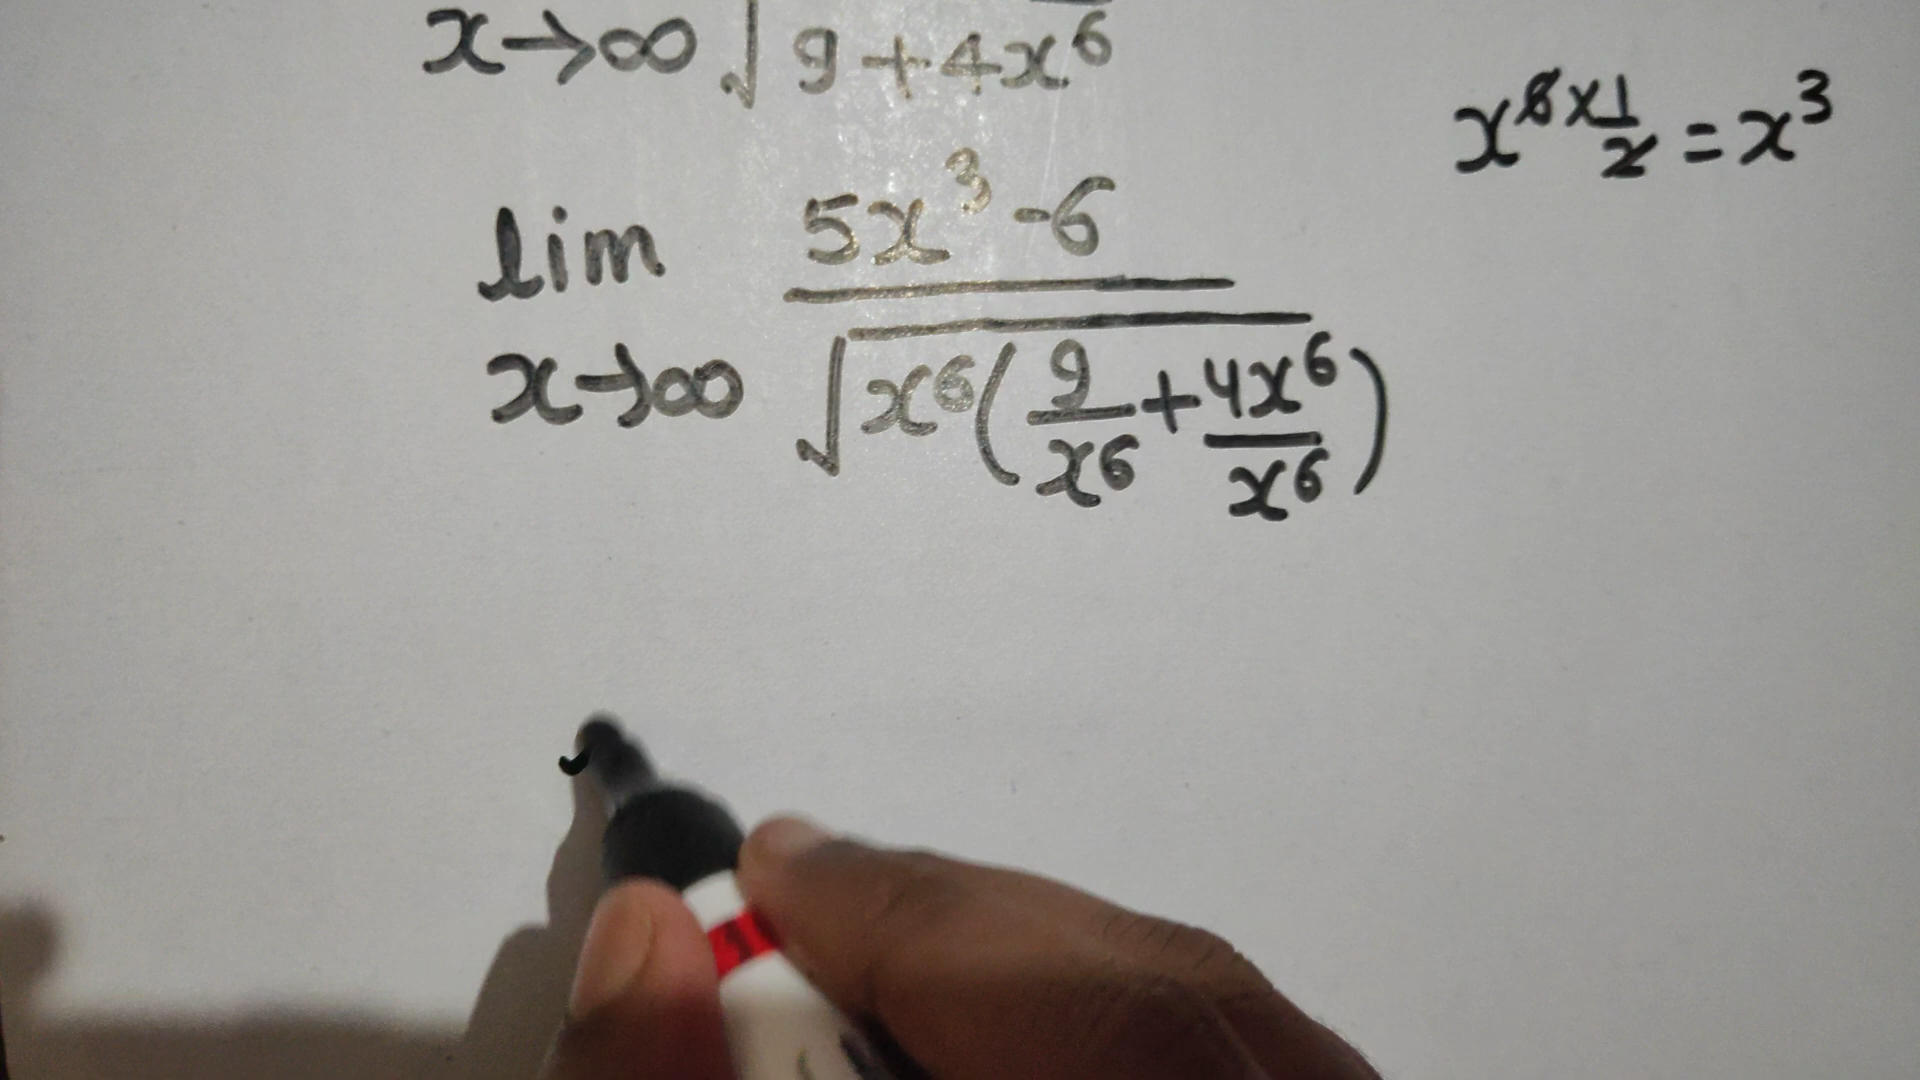 x→∞ √9+4x⁶
x^(6×1/2) = x³
lim (5x³-6)/√(x⁶(9/x⁶+4x⁶/x⁶))
x→∞